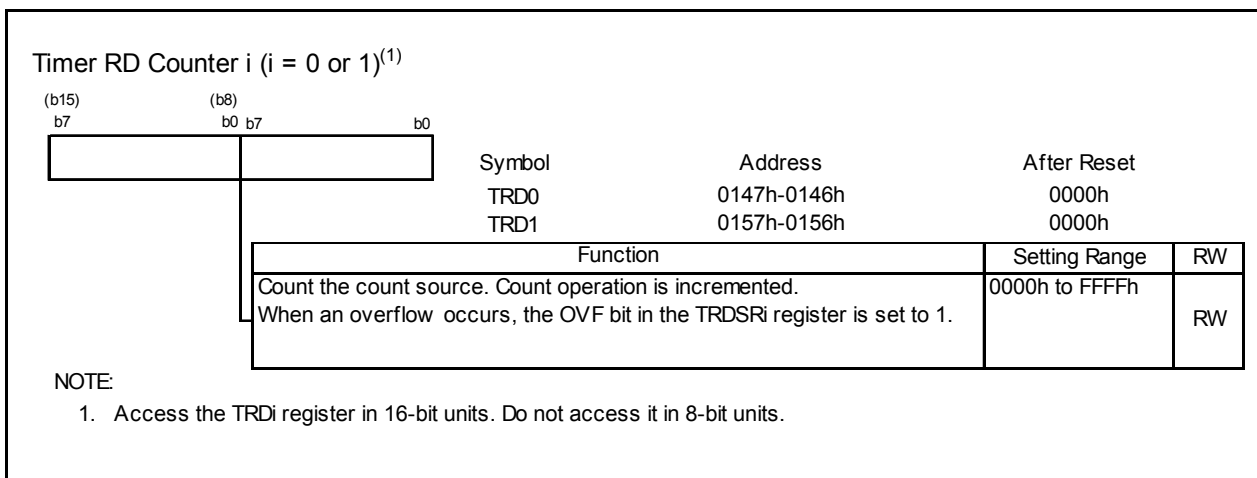 Timer RD Counter i (i = 0 or 1)(1)
(b15) (b8)
b7 b0 b7 b0
Symbol Address After Reset
TRD0 0147h-0146h 0000h
TRD1 0157h-0156h 0000h
Function Setting Range RW
Count the count source. Count operation is incremented. 0000h to FFFFh
When an overflow occurs, the OVF bit in the TRDSRi register is set to 1. RW
NOTE:
1. Access the TRDi register in 16-bit units. Do not access it in 8-bit units.